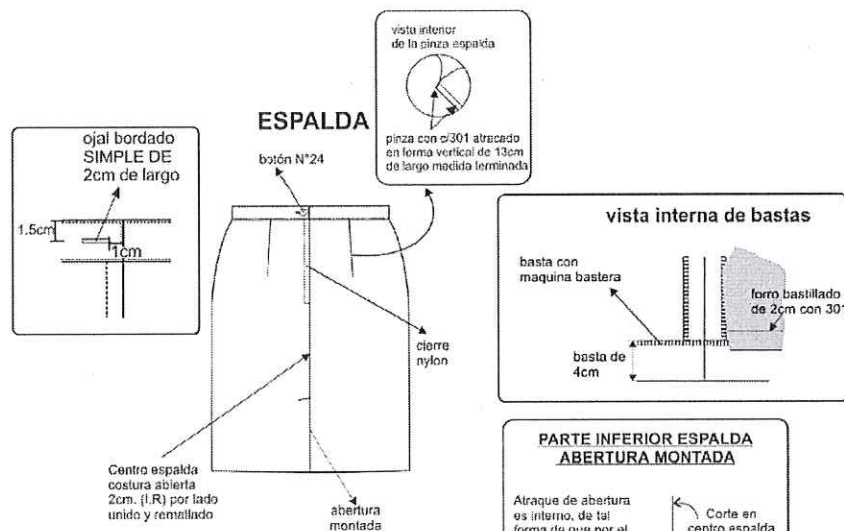 vista interior
de la pinza espalda
pinza con c/301 atracado
en forma vertical de 13cm
de largo medida terminada
ESPALDA
botón N°24
ojal bordado
SIMPLE DE
2cm de largo
1.5cm
1cm
cierre
nylon
Centro espalda
costura abierta
2cm. (I.R) por lado
unido y remallado
abertura
montada
vista interna de bastas
basta con
maquina bastera
forro bastillado
de 2cm con 301
basta de
4cm
PARTE INFERIOR ESPALDA
ABERTURA MONTADA
Atraque de abertura
es interno, de tal
forma de que por el
Corte en
centro espalda